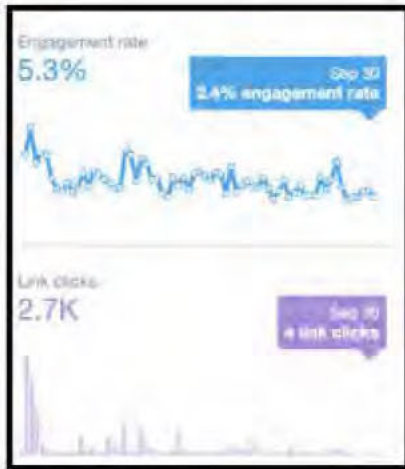 Engagement rate
5.3%
Sep 30
2.4% engagement rate
Link clicks
2.7K
Sep 30
4 link clicks